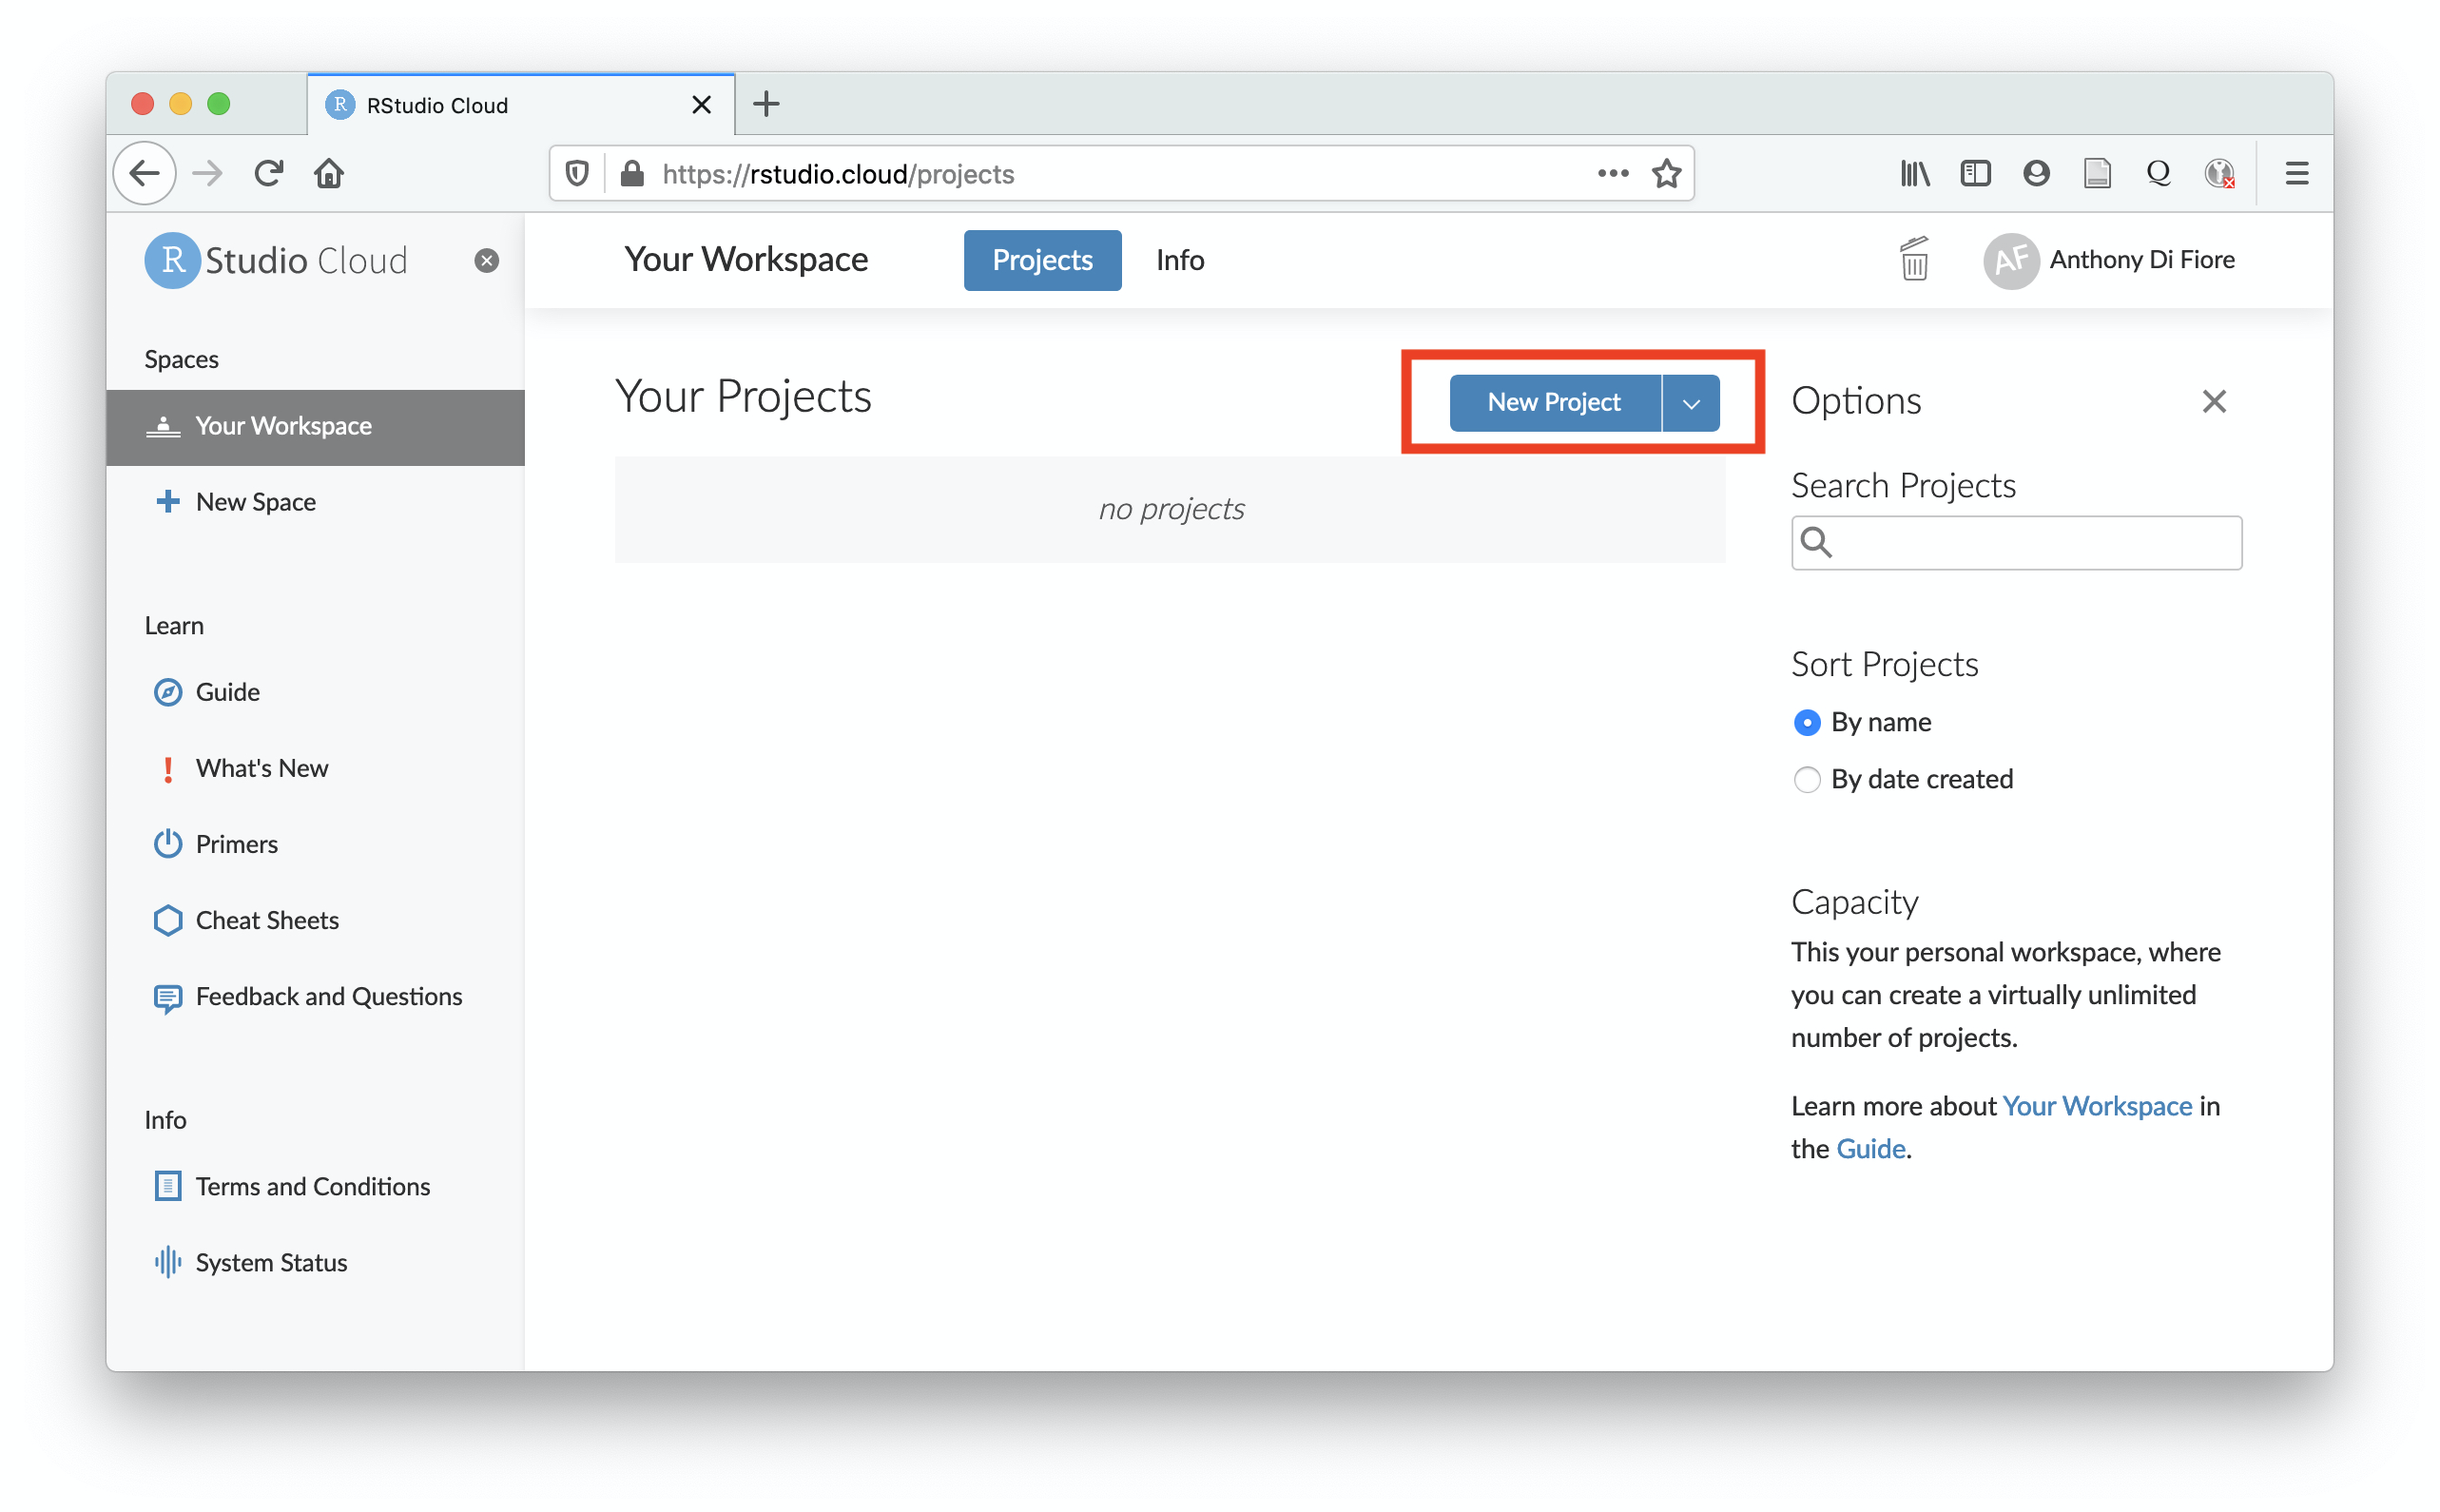 R RStudio Cloud
https://rstudio.cloud/projects
Q
R Studio Cloud
Your Workspace
Projects
Info
AF Anthony Di Fiore
Spaces
Your Workspace
New Space
Learn
Guide
What's New
Primers
Cheat Sheets
Feedback and Questions
Info
Terms and Conditions
System Status
Your Projects
New Project
no projects
Options
Search Projects
Sort Projects
By name
By date created
Capacity
This your personal workspace, where
you can create a virtually unlimited
number of projects.
Learn more about Your Workspace in
the Guide.